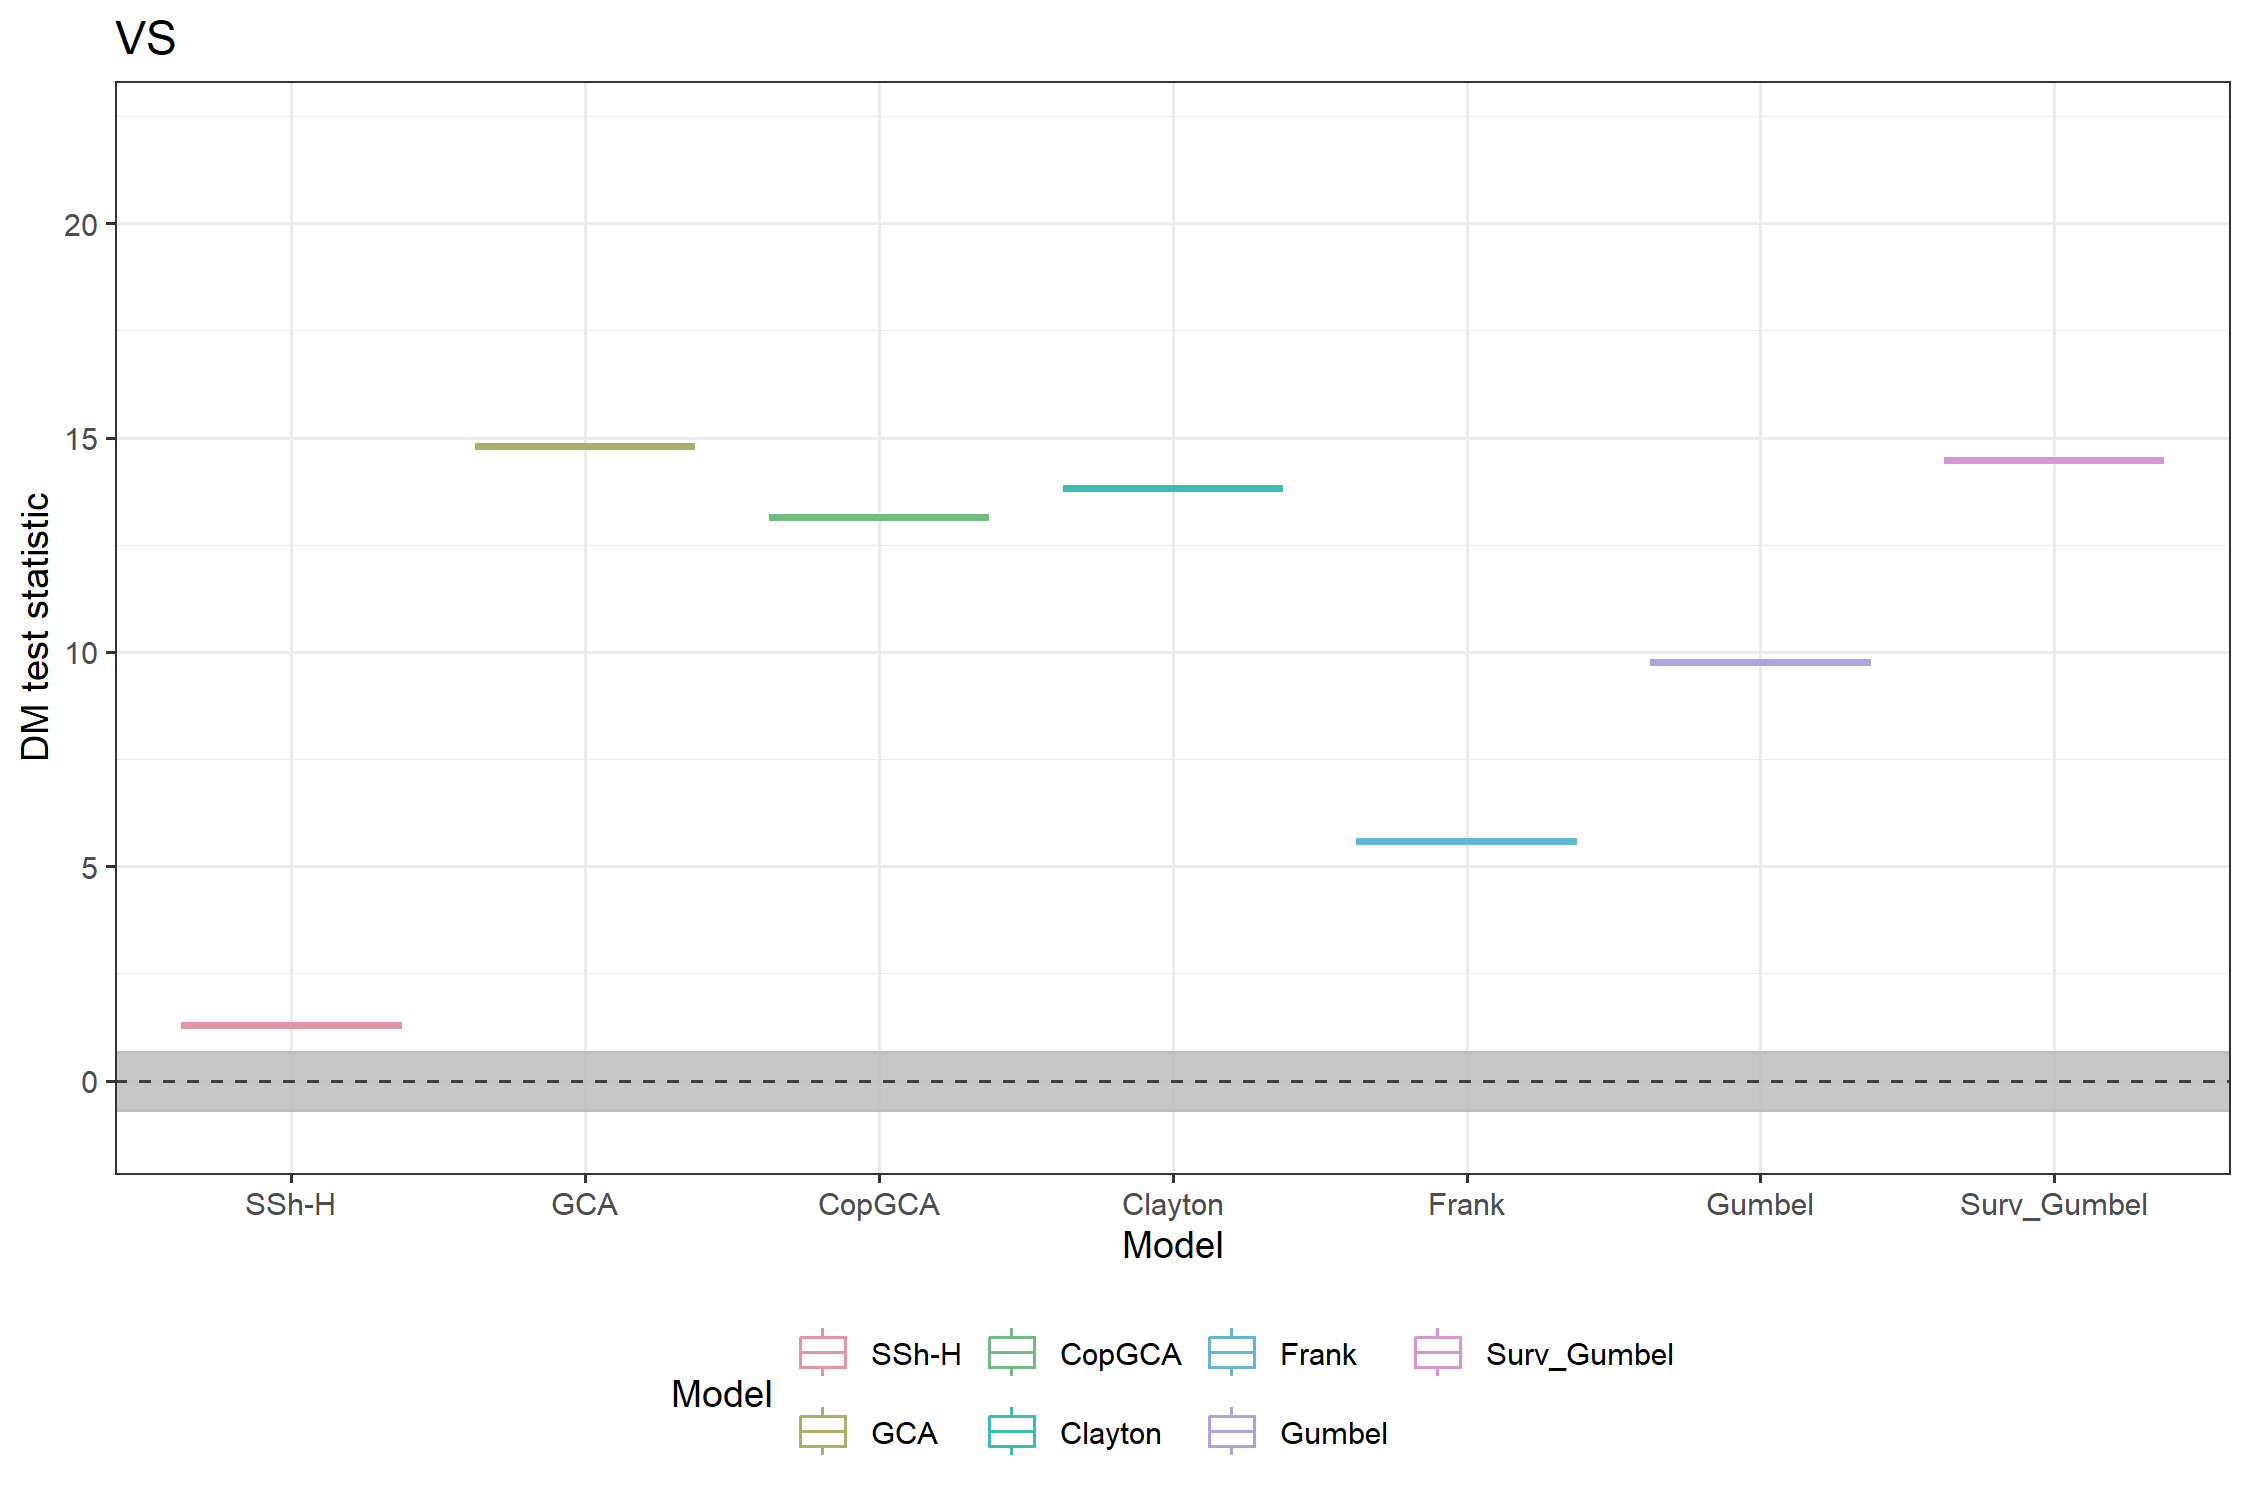 VS
DM test statistic
20
15
10
5
0
SSh-H GCA CopGCA Clayton Frank Gumbel Surv_Gumbel
Model
Model
SSh-H CopGCA Frank Surv_Gumbel
GCA Clayton Gumbel